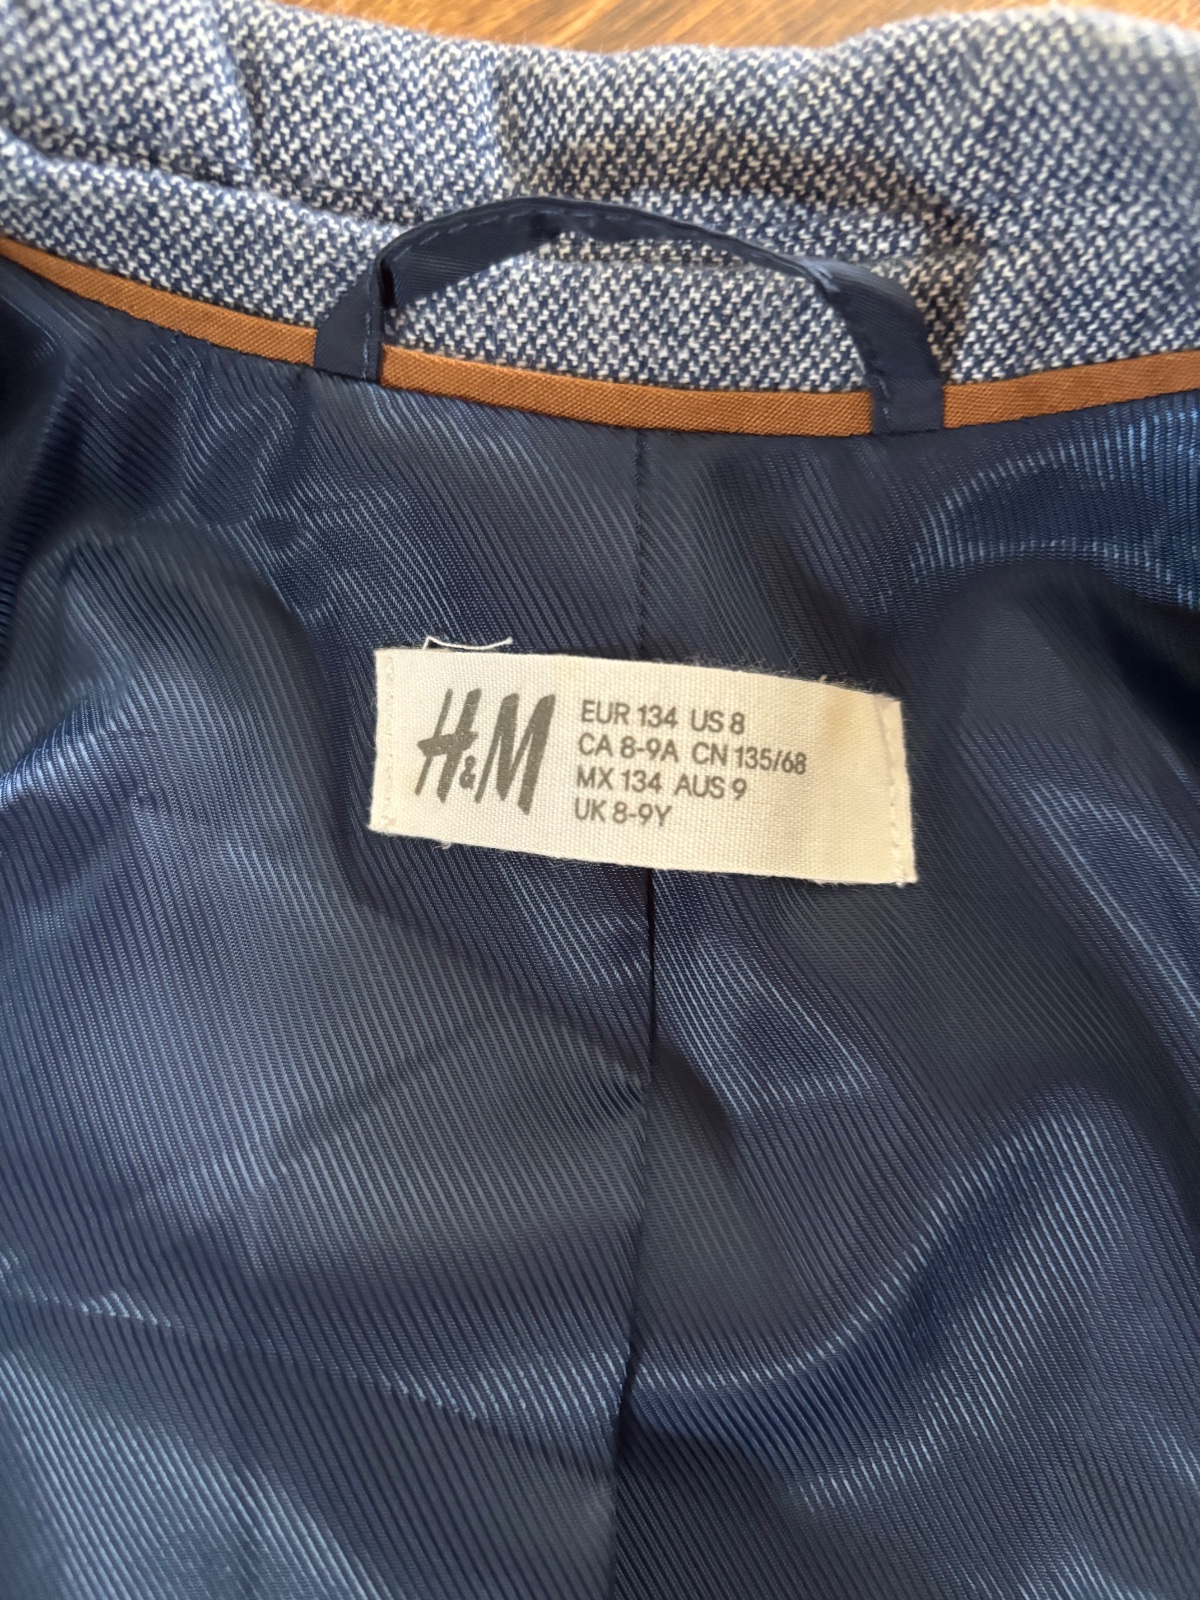 H&M
EUR 134 US 8
CA 8-9A CN 135/68
MX 134 AUS 9
UK 8-9Y